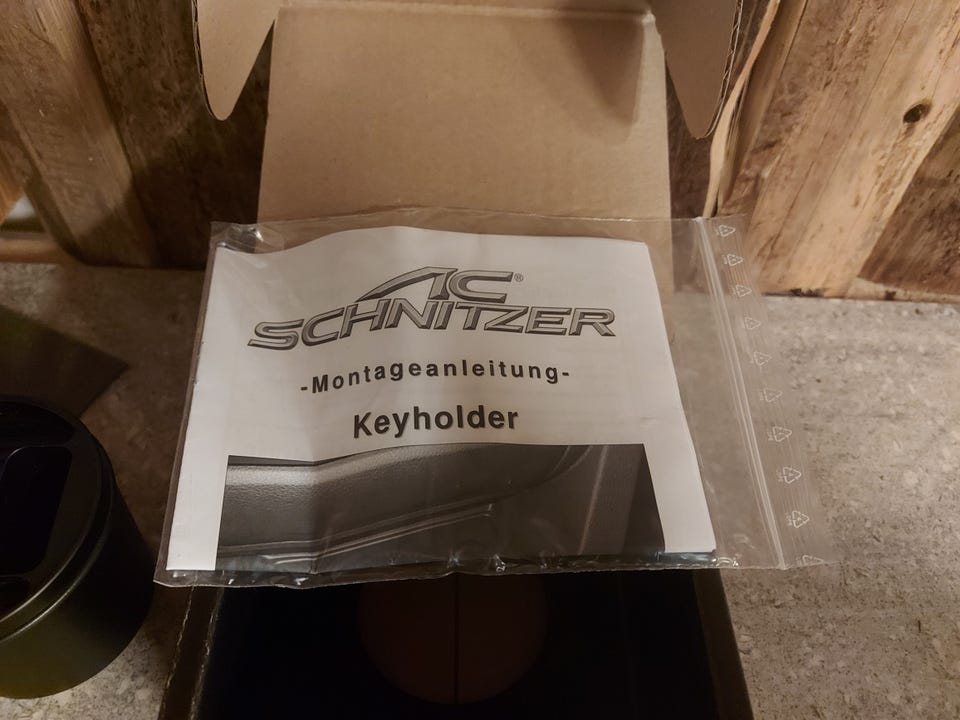 AC®
SCHNITZER
-Montageanleitung-
Keyholder